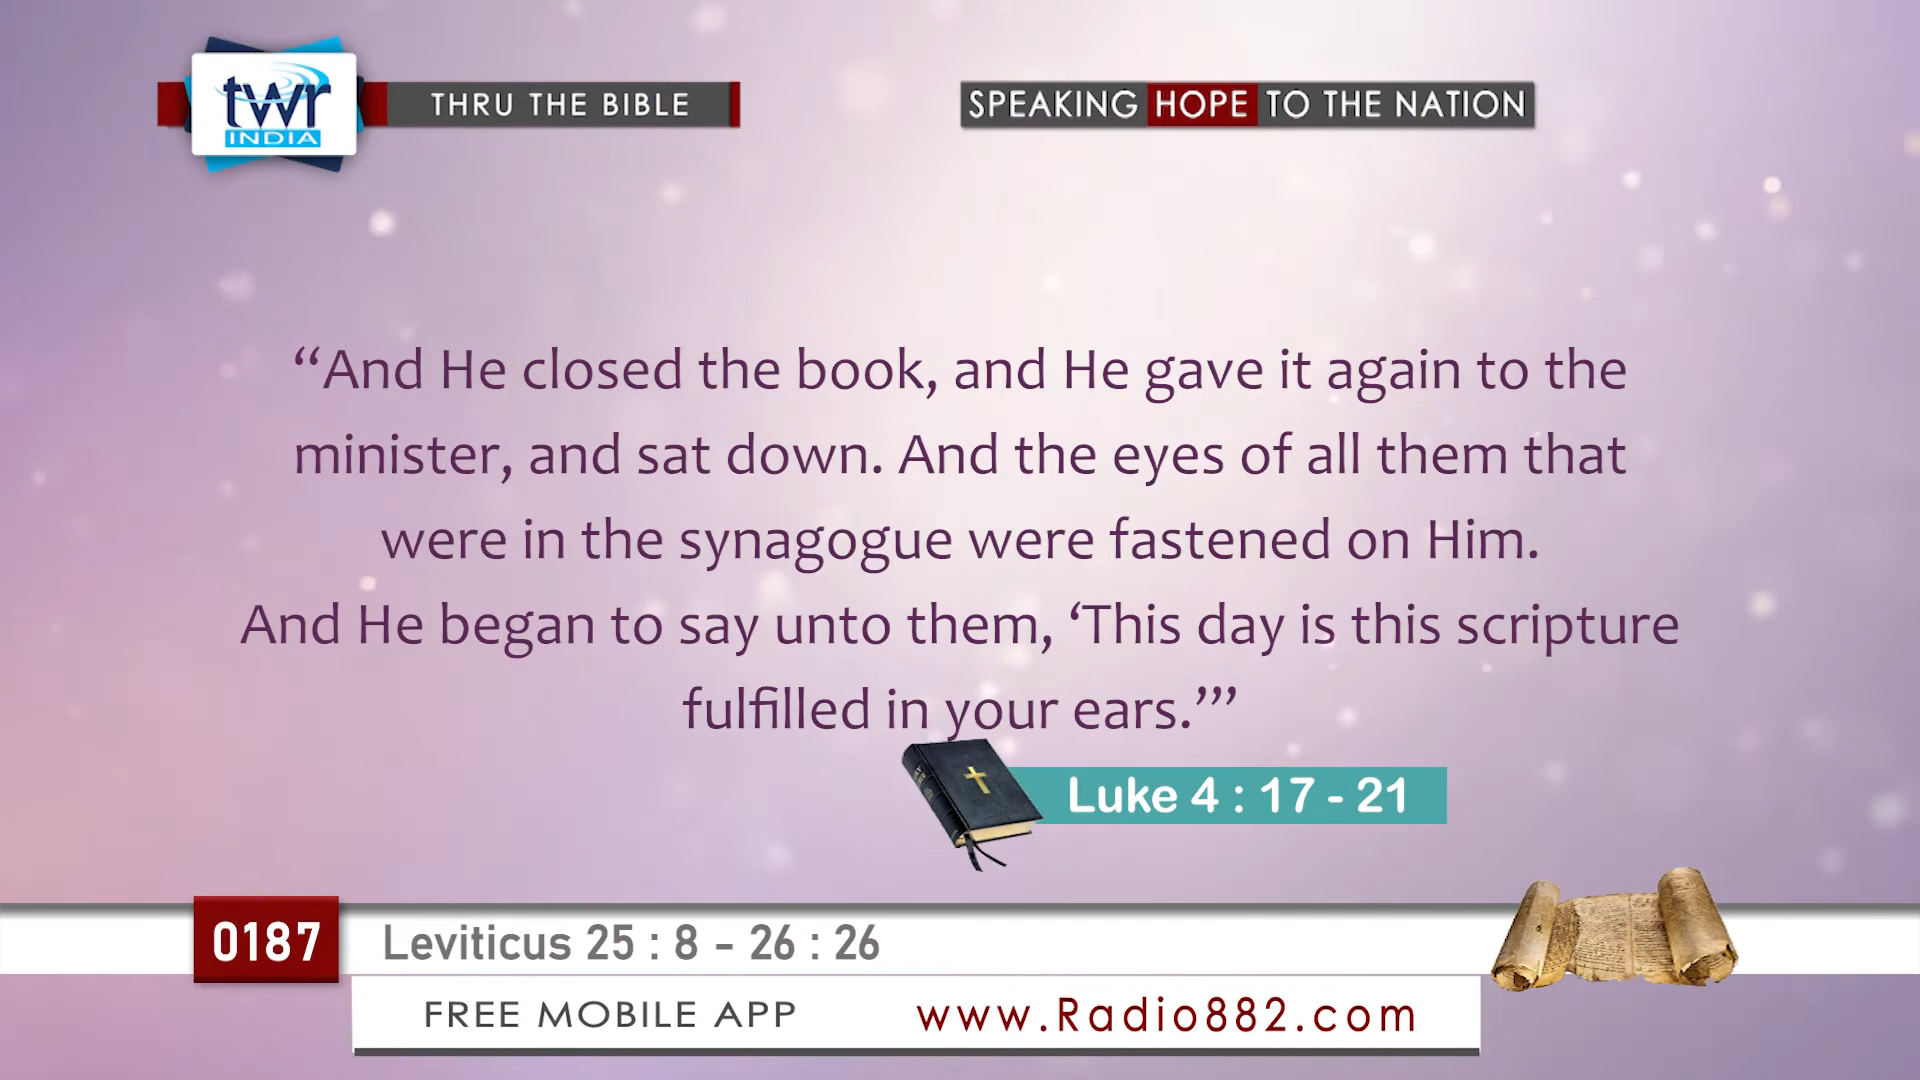 twr
INDIA
THRU THE BIBLE
SPEAKING HOPE TO THE NATION
“And He closed the book, and He gave it again to the
minister, and sat down. And the eyes of all them that
were in the synagogue were fastened on Him.
And He began to say unto them, ‘This day is this scripture
fulfilled in your ears.’”
Luke 4 : 17 - 21
0187
Leviticus 25 : 8 - 26 : 26
FREE MOBILE APP
www.Radio882.com